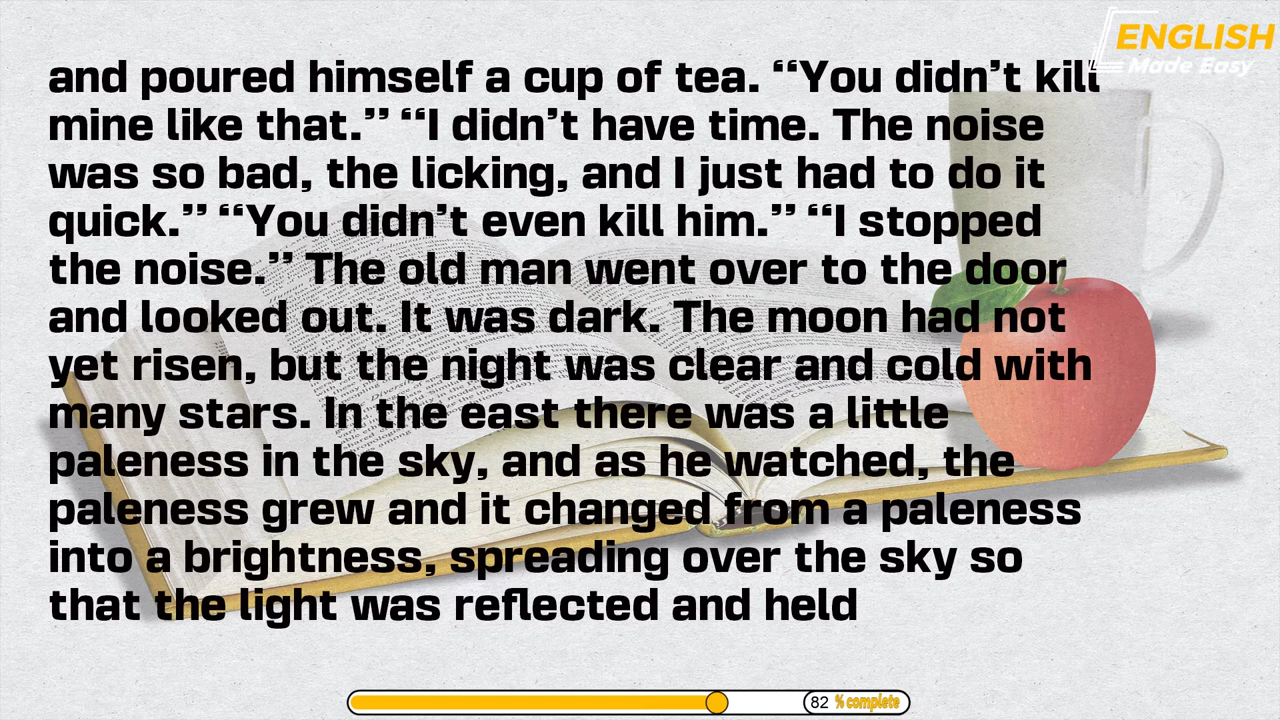 ENGLISH
Made Easy
and poured himself a cup of tea. “You didn’t kill
mine like that.” “I didn’t have time. The noise
was so bad, the licking, and I just had to do it
quick.” “You didn’t even kill him.” “I stopped
the noise.” The old man went over to the door
and looked out. It was dark. The moon had not
yet risen, but the night was clear and cold with
many stars. In the east there was a little
paleness in the sky, and as he watched, the
paleness grew and it changed from a paleness
into a brightness, spreading over the sky so
that the light was reflected and held
82 % complete